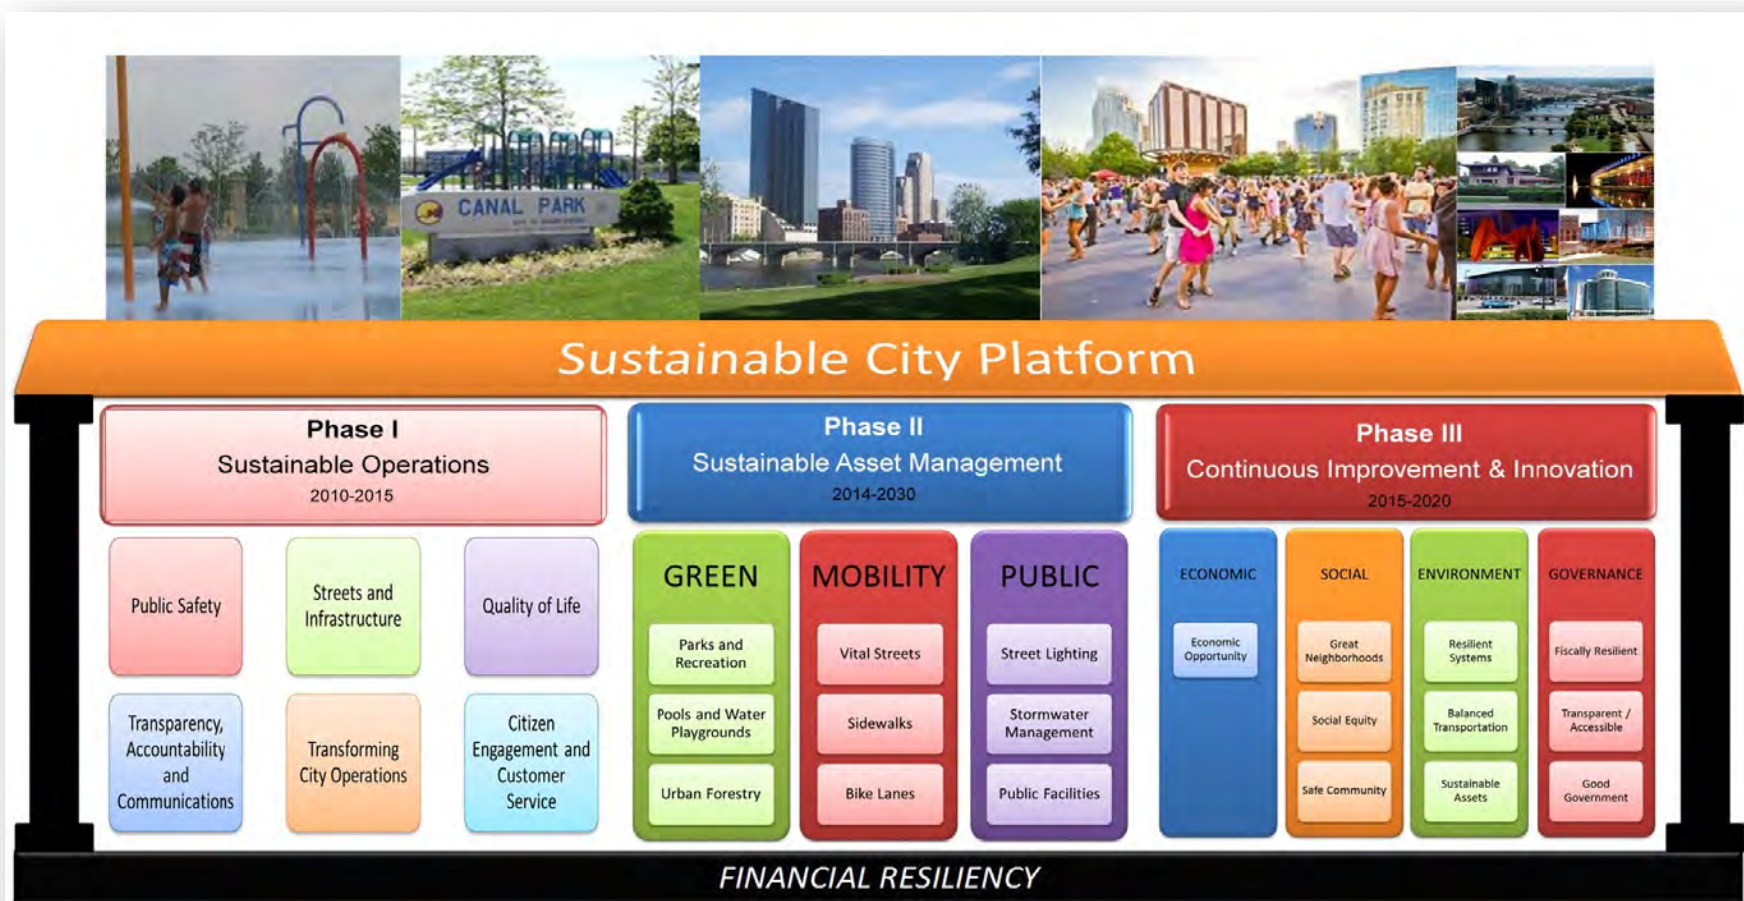 CANAL PARK
Sustainable City Platform
Phase I
Sustainable Operations
2010-2015
Public Safety
Streets and
Infrastructure
Quality of Life
Transparency,
Accountability
and
Communications
Transforming
City Operations
Citizen
Engagement and
Customer
Service
Phase II
Sustainable Asset Management
2014-2030
GREEN
Parks and
Recreation
Pools and Water
Playgrounds
Urban Forestry
MOBILITY
Vital Streets
Sidewalks
Bike Lanes
PUBLIC
Street Lighting
Stormwater
Management
Public Facilities
Phase III
Continuous Improvement & Innovation
2015-2020
ECONOMIC
Economic
Opportunity
SOCIAL
Great
Neighborhoods
Social Equity
Safe Community
ENVIRONMENT
Resilient
Systems
Balanced
Transportation
Sustainable
Assets
GOVERNANCE
Fiscally Resilient
Transparent /
Accessible
Good
Government
FINANCIAL RESILIENCY